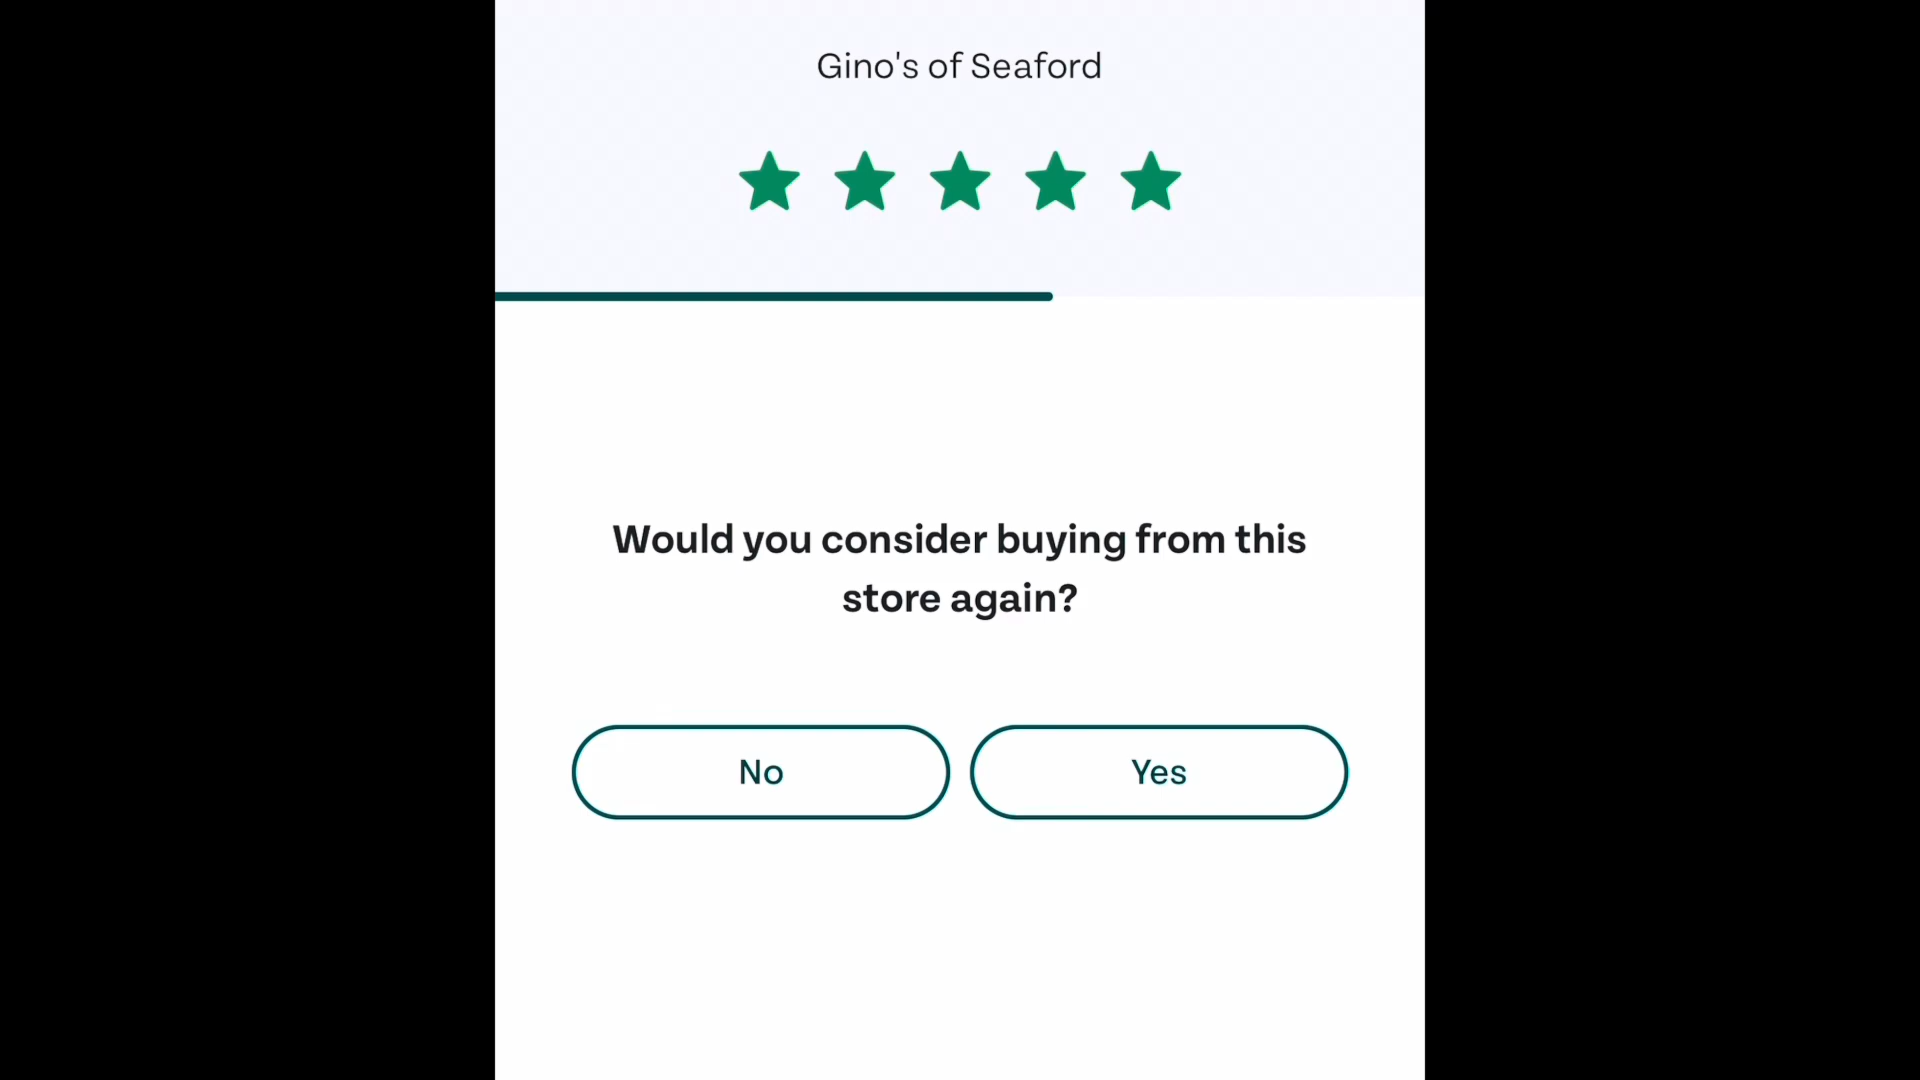 Gino's of Seaford
Would you consider buying from this
store again?
No
Yes